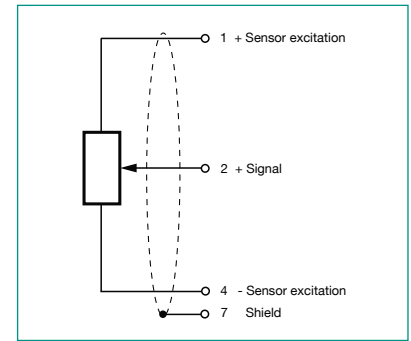 1 + Sensor excitation
2 + Signal
4 - Sensor excitation
7 Shield